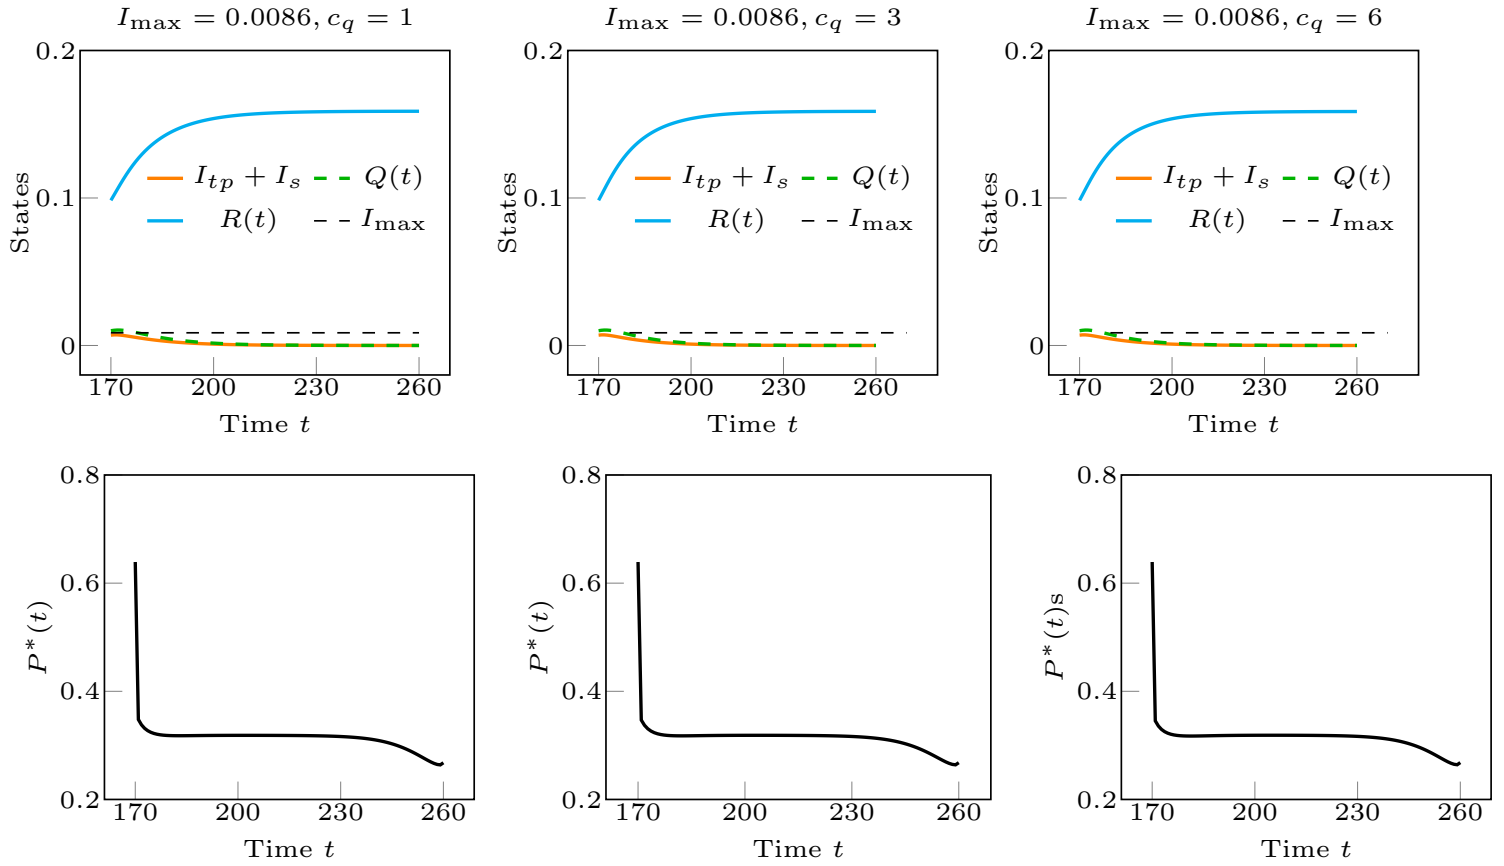 I_max = 0.0086, c_q = 1
I_max = 0.0086, c_q = 3
I_max = 0.0086, c_q = 6
States
0.2
0.1
0
I_tp + I_s
Q(t)
R(t)
I_max
170 200 230 260
Time t
States
0.2
0.1
0
I_tp + I_s
Q(t)
R(t)
I_max
170 200 230 260
Time t
States
0.2
0.1
0
I_tp + I_s
Q(t)
R(t)
I_max
170 200 230 260
Time t
P*(t)
0.8
0.6
0.4
0.2
170 200 230 260
Time t
P*(t)
0.8
0.6
0.4
0.2
170 200 230 260
Time t
P*(t)s
0.8
0.6
0.4
0.2
170 200 230 260
Time t